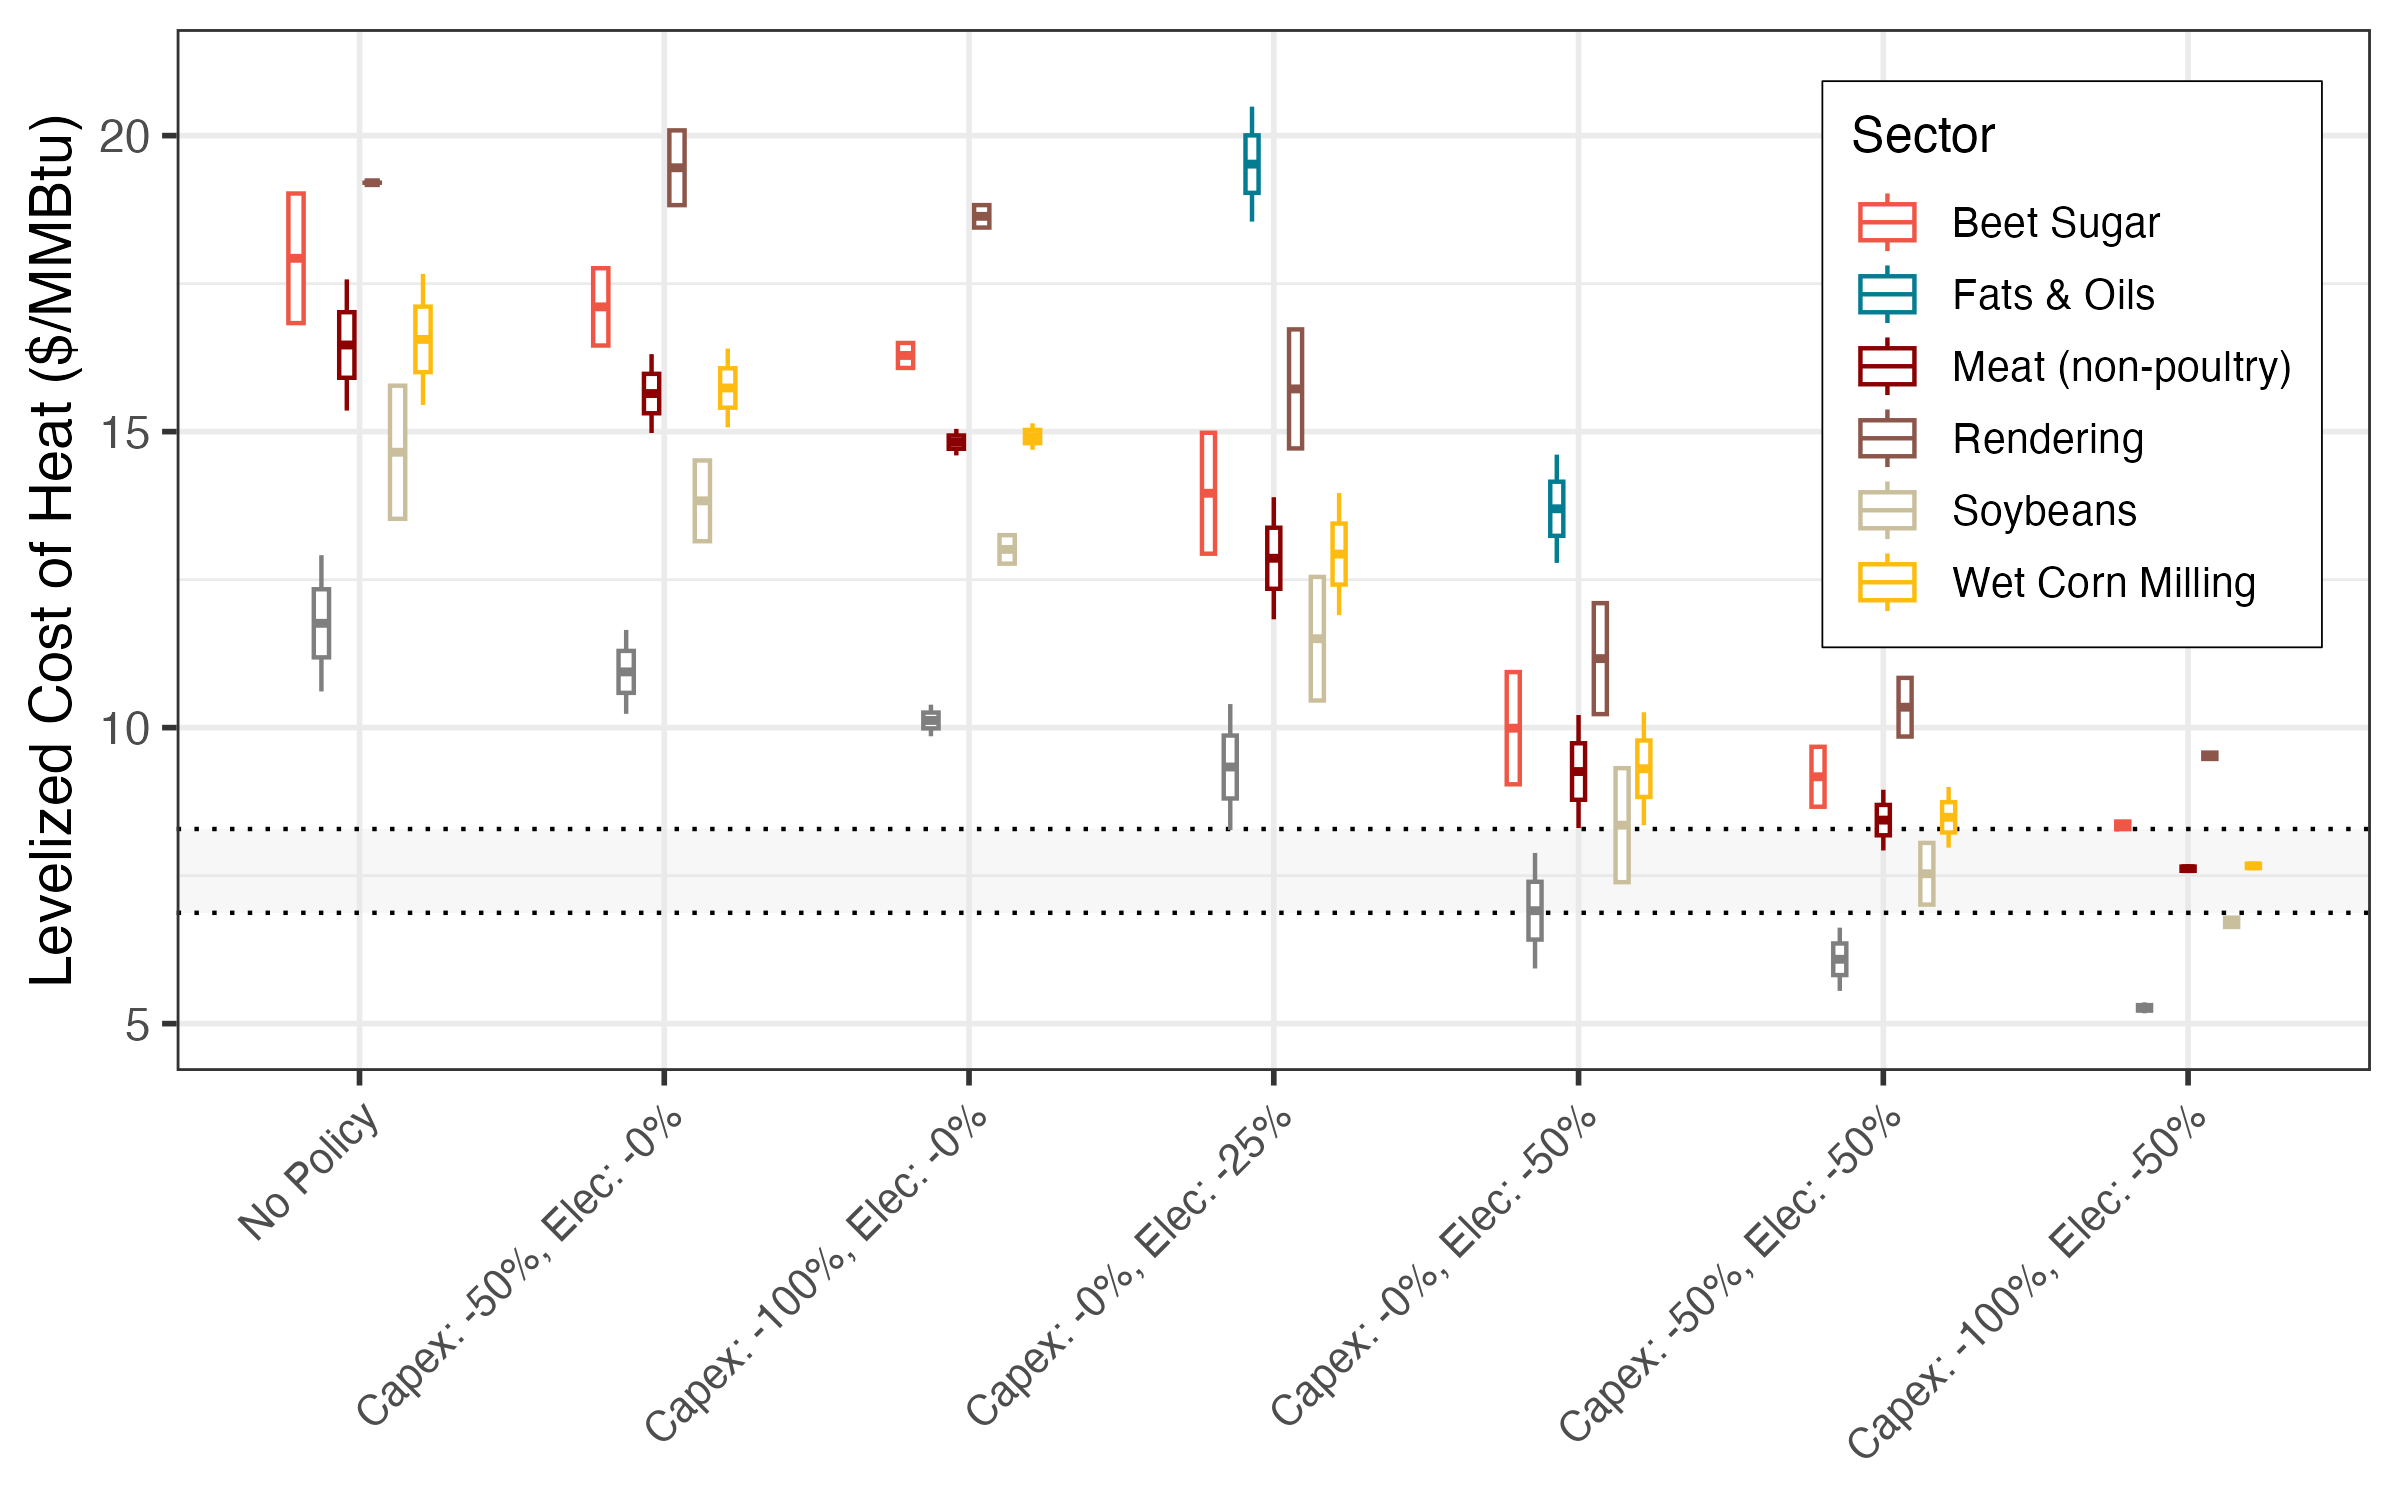 Levelized Cost of Heat ($/MMBtu)
20
15
10
5
Sector
Beet Sugar
Fats & Oils
Meat (non-poultry)
Rendering
Soybeans
Wet Corn Milling
No Policy
Capex: -50%, Elec: -0%
Capex: -100%, Elec: -0%
Capex: -0%, Elec: -25%
Capex: -0%, Elec: -50%
Capex: -50%, Elec: -50%
Capex: -100%, Elec: -50%